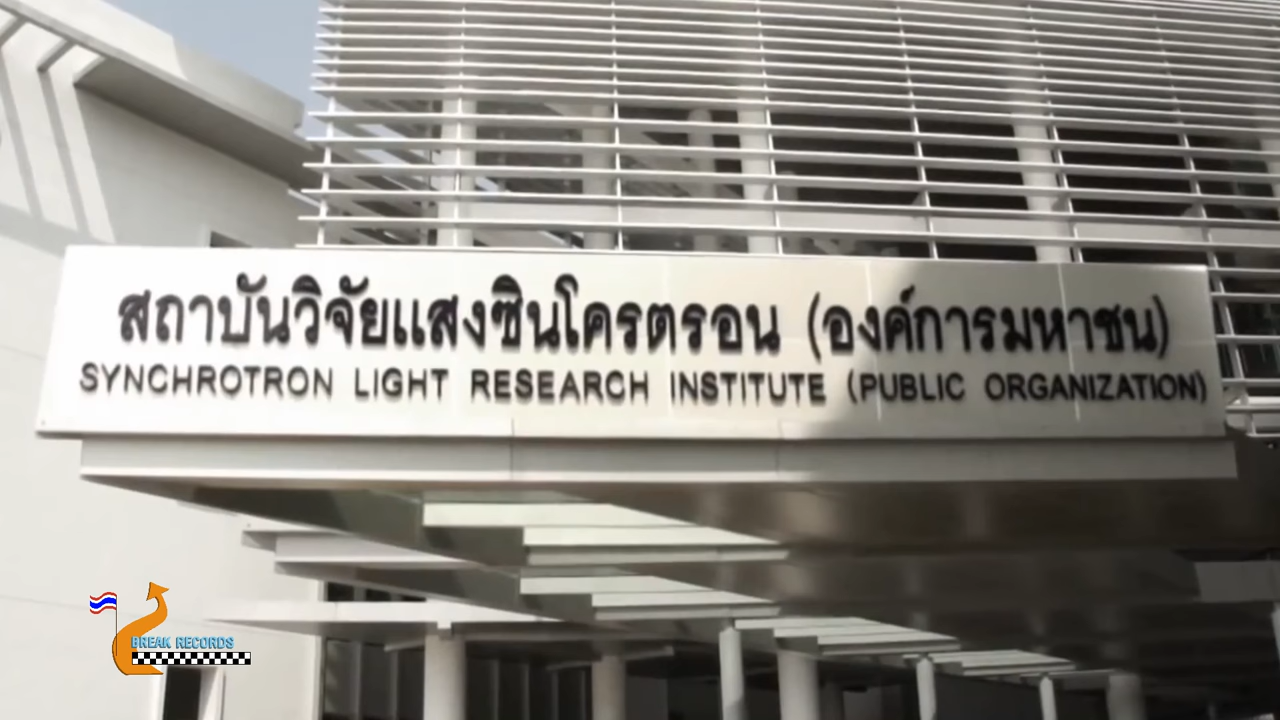 สถาบันวิจัยแสงซินโครตรอน (องค์การมหาชน)
SYNCHROTRON LIGHT RESEARCH INSTITUTE (PUBLIC ORGANIZATION)
BREAK RECORDS